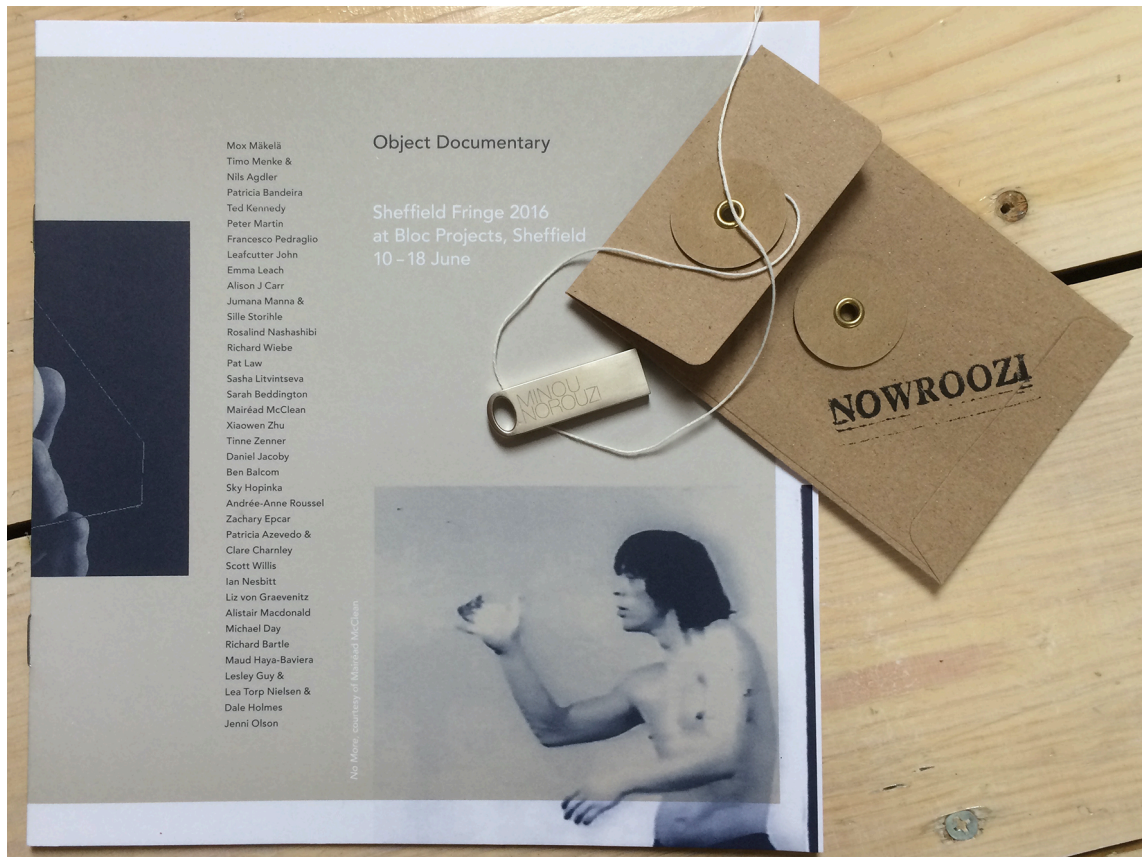 Mox Mäkelä
Timo Menke &
Nils Agdler
Patricia Bandeira
Ted Kennedy
Peter Martin
Francesco Pedraglio
Leafcutter John
Emma Leach
Alison J Carr
Jumana Manna &
Sille Storihle
Rosalind Nashashibi
Richard Wiebe
Pat Law
Sasha Litvintseva
Sarah Beddington
Mairéad McClean
Xiaowen Zhu
Tinne Zenner
Daniel Jacoby
Ben Balcom
Sky Hopinka
Andrée-Anne Roussel
Zachary Epcar
Patricia Azevedo &
Clare Charnley
Scott Willis
Ian Nesbitt
Liz von Graevenitz
Alistair Macdonald
Michael Day
Richard Bartle
Maud Haya-Baviera
Lesley Guy &
Lea Torp Nielsen &
Dale Holmes
Jenni Olson
Object Documentary
Sheffield Fringe 2016
at Bloc Projects, Sheffield
10 – 18 June
No More, courtesy of Mairéad McClean
MINOU
NOROUZI
NOWROOZI